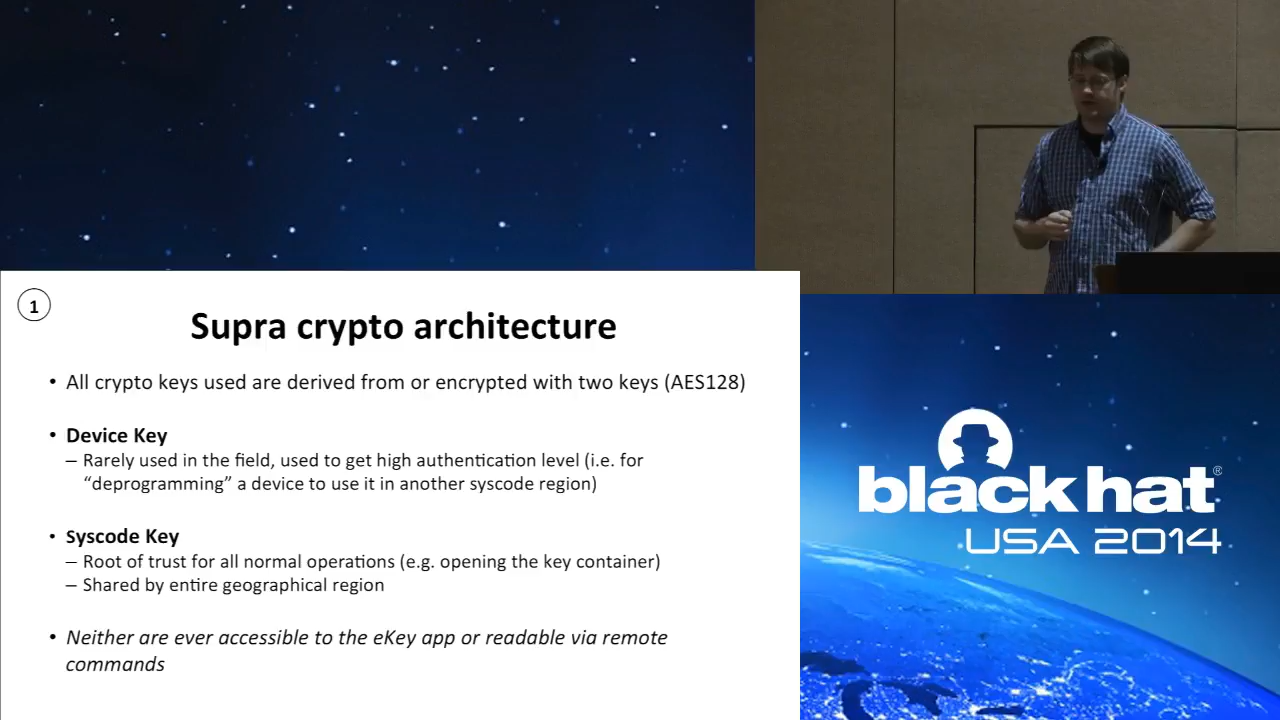 1
Supra crypto architecture
• All crypto keys used are derived from or encrypted with two keys (AES128)
• Device Key
– Rarely used in the field, used to get high authentication level (i.e. for
“deprogramming” a device to use it in another syscode region)
• Syscode Key
– Root of trust for all normal operations (e.g. opening the key container)
– Shared by entire geographical region
• Neither are ever accessible to the eKey app or readable via remote
commands
black hat®
USA 2014